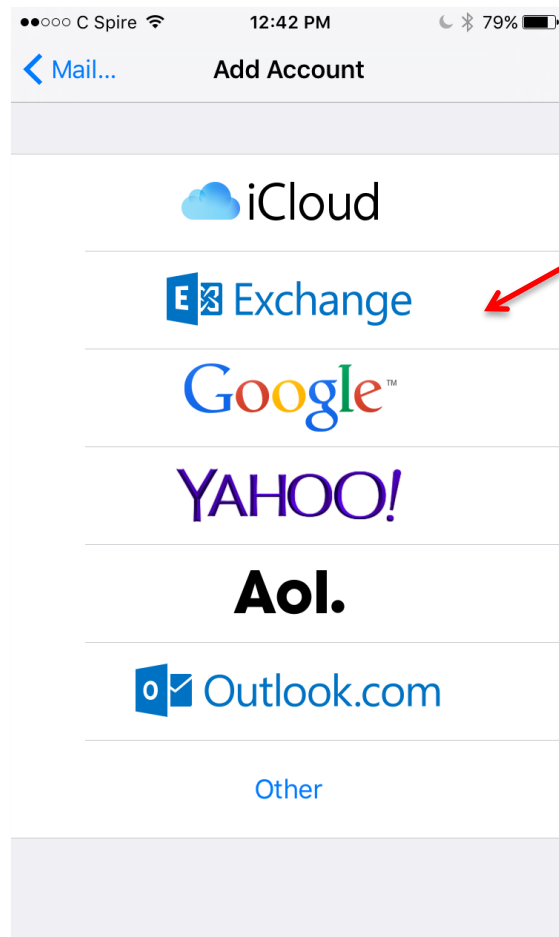 C Spire 12:42 PM 79%
Mail... Add Account
iCloud
E Exchange
Google™
YAHOO!
Aol.
o Outlook.com
Other